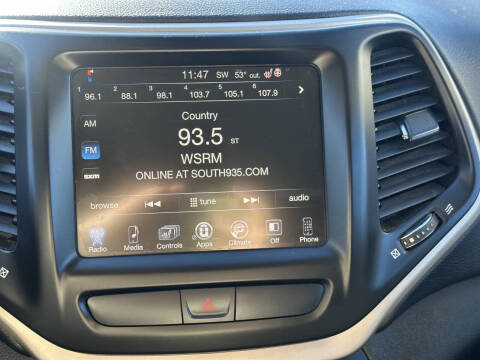 11:47 SW 53° out.
1 96.1 2 88.1 3 98.1 4 103.7 5 105.1 6 107.9
AM
Country
FM
93.5 ST
WSRM
sxm
ONLINE AT SOUTH935.COM
browse tune audio
Radio Media Controls Apps Climate Off Phone